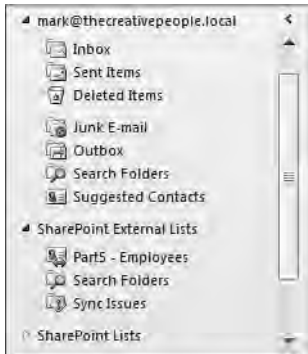 mark@thecreativepeople.local
Inbox
Sent Items
Deleted Items
Junk E-mail
Outbox
Search Folders
Suggested Contacts
SharePoint External Lists
Part5 - Employees
Search Folders
Sync Issues
SharePoint Lists